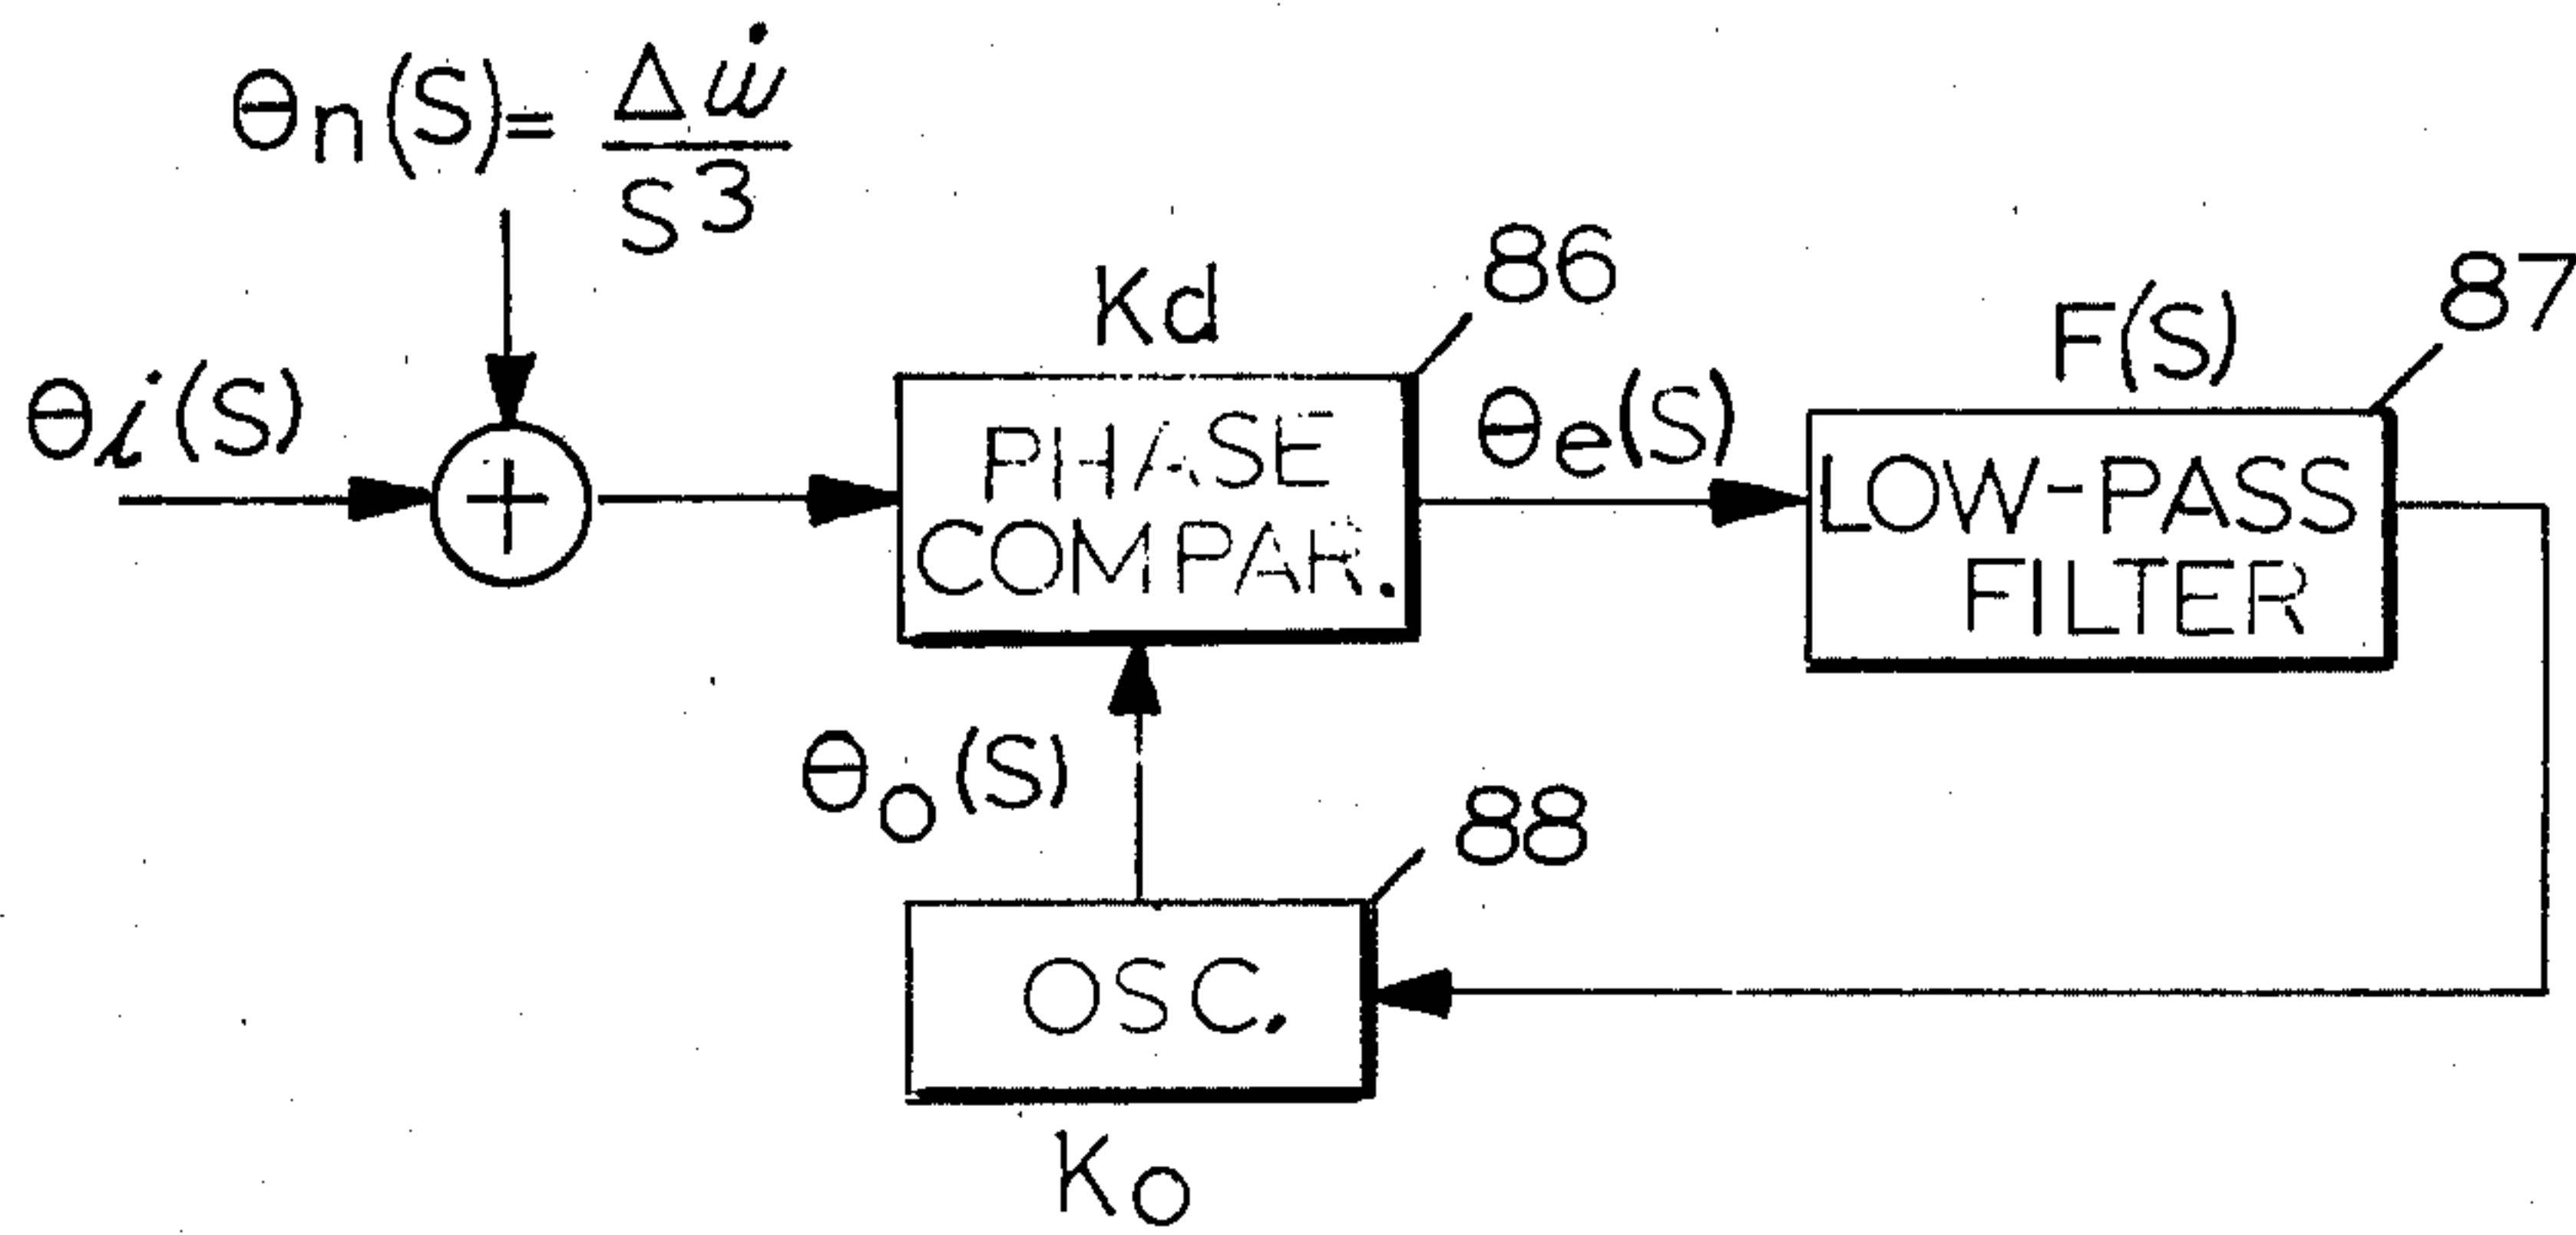 θn(S)= Δω̇/S³
Kd
86
F(S)
87
θi(S)
PHASE
COMPAR.
θe(S)
LOW-PASS
FILTER
θo(S)
88
OSC.
Ko